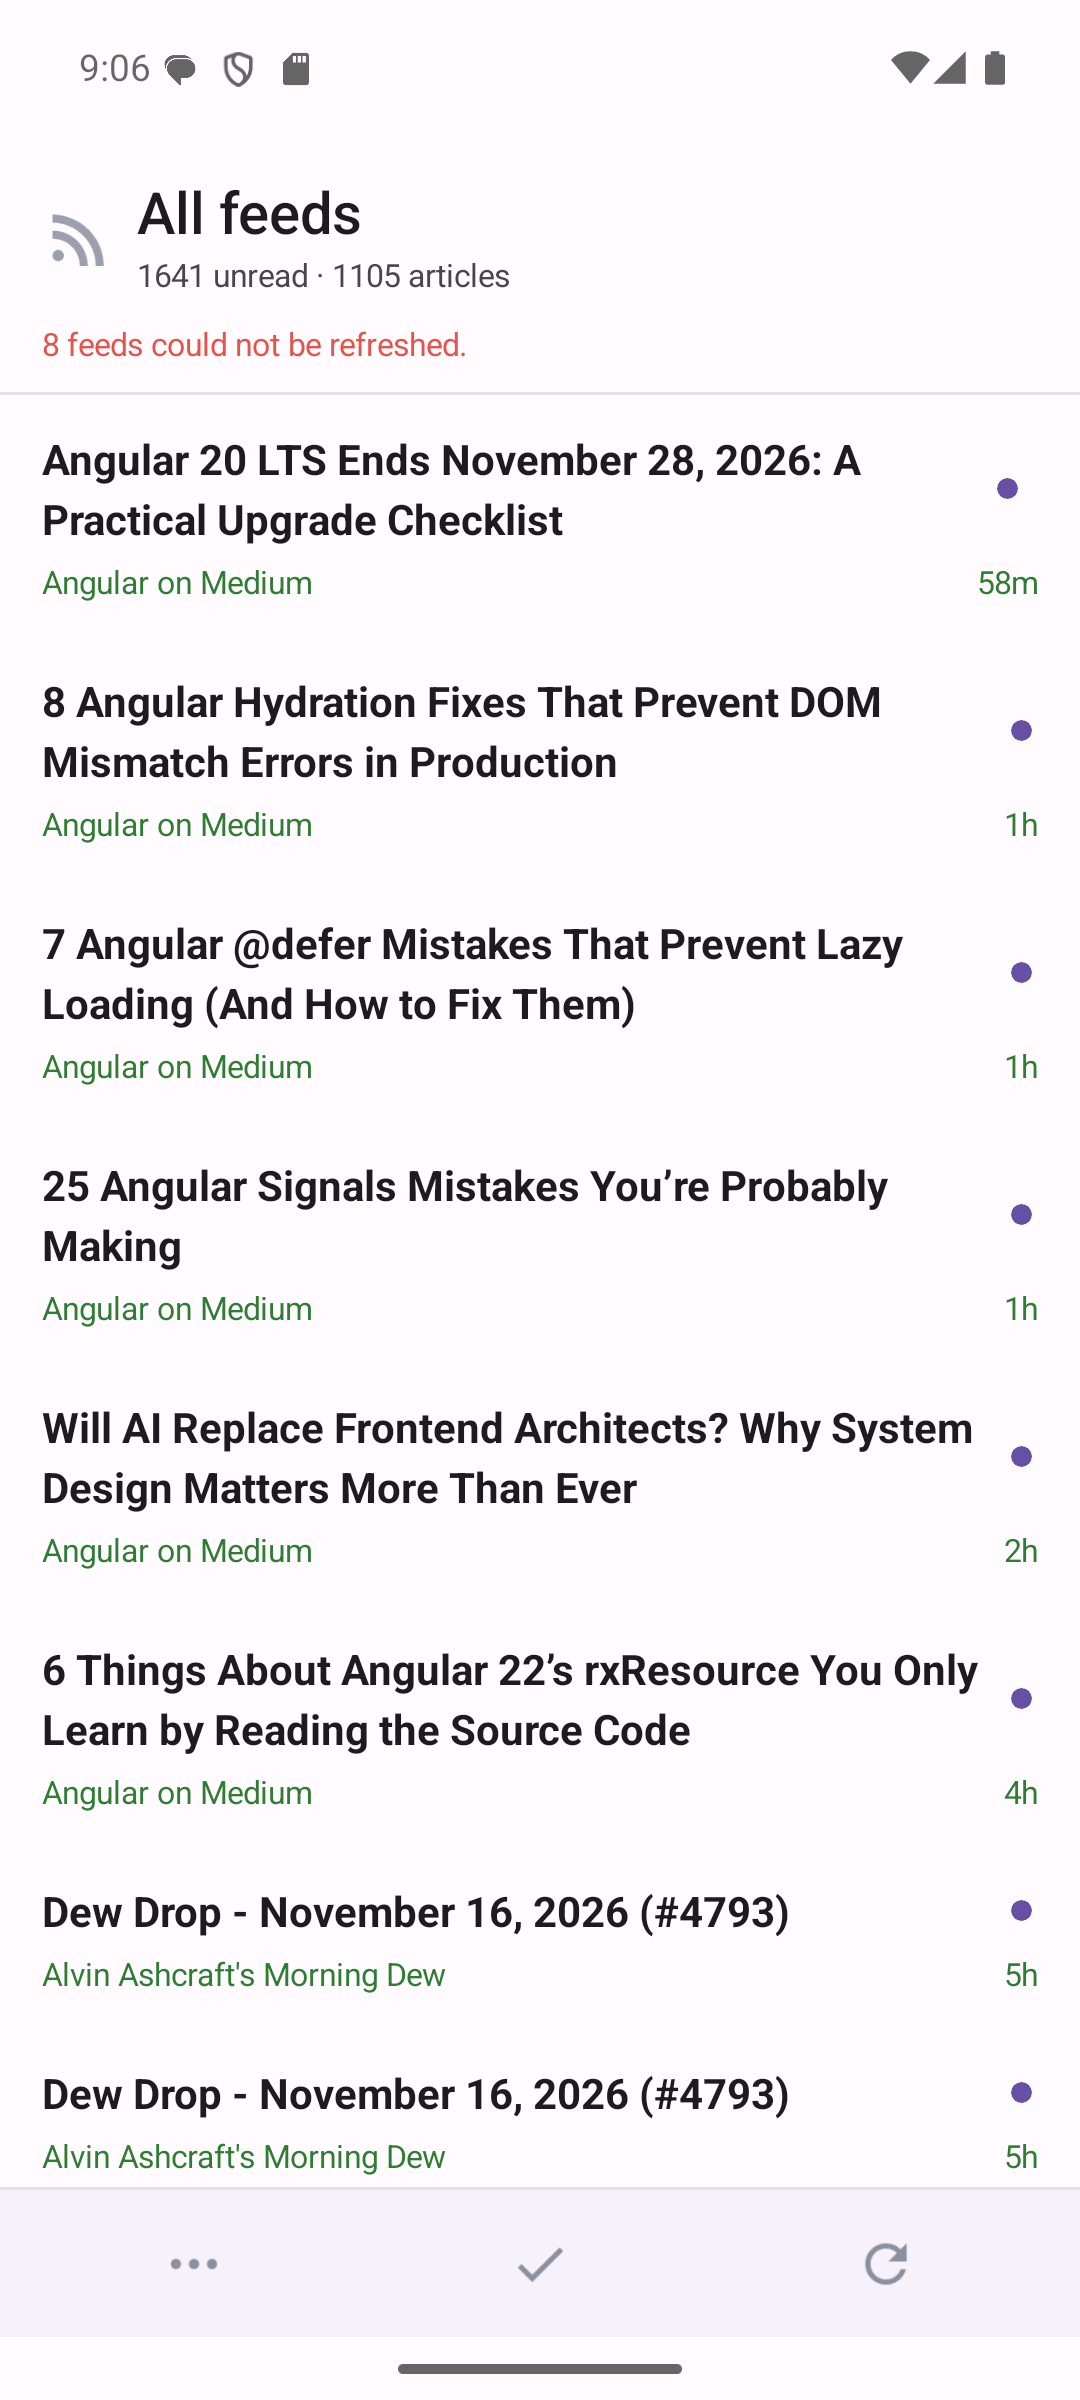 9:06
All feeds
1641 unread · 1105 articles
8 feeds could not be refreshed.
Angular 20 LTS Ends November 28, 2026: A
Practical Upgrade Checklist
Angular on Medium
58m
8 Angular Hydration Fixes That Prevent DOM
Mismatch Errors in Production
Angular on Medium
1h
7 Angular @defer Mistakes That Prevent Lazy
Loading (And How to Fix Them)
Angular on Medium
1h
25 Angular Signals Mistakes You’re Probably
Making
Angular on Medium
1h
Will AI Replace Frontend Architects? Why System
Design Matters More Than Ever
Angular on Medium
2h
6 Things About Angular 22’s rxResource You Only
Learn by Reading the Source Code
Angular on Medium
4h
Dew Drop - November 16, 2026 (#4793)
Alvin Ashcraft's Morning Dew
5h
Dew Drop - November 16, 2026 (#4793)
Alvin Ashcraft's Morning Dew
5h